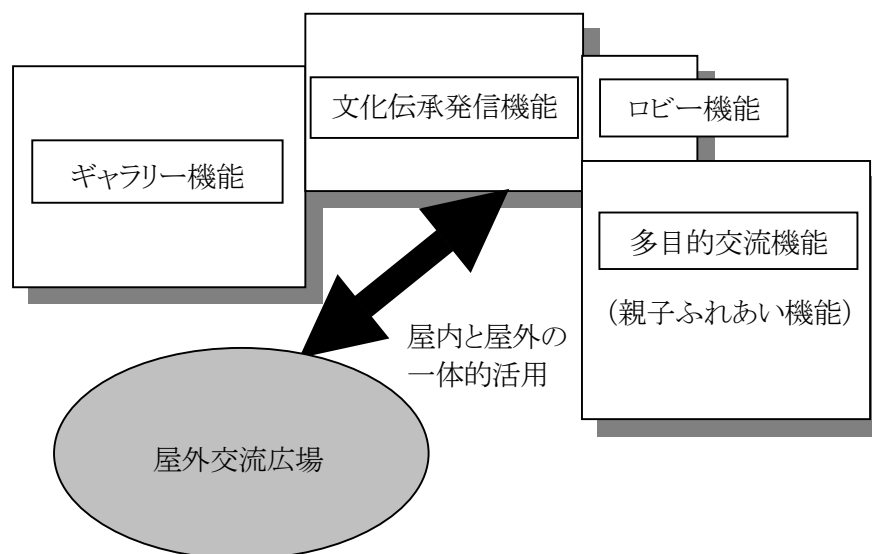 文化伝承発信機能
ロビー機能
ギャラリー機能
多目的交流機能
（親子ふれあい機能）
屋内と屋外の
一体的活用
屋外交流広場